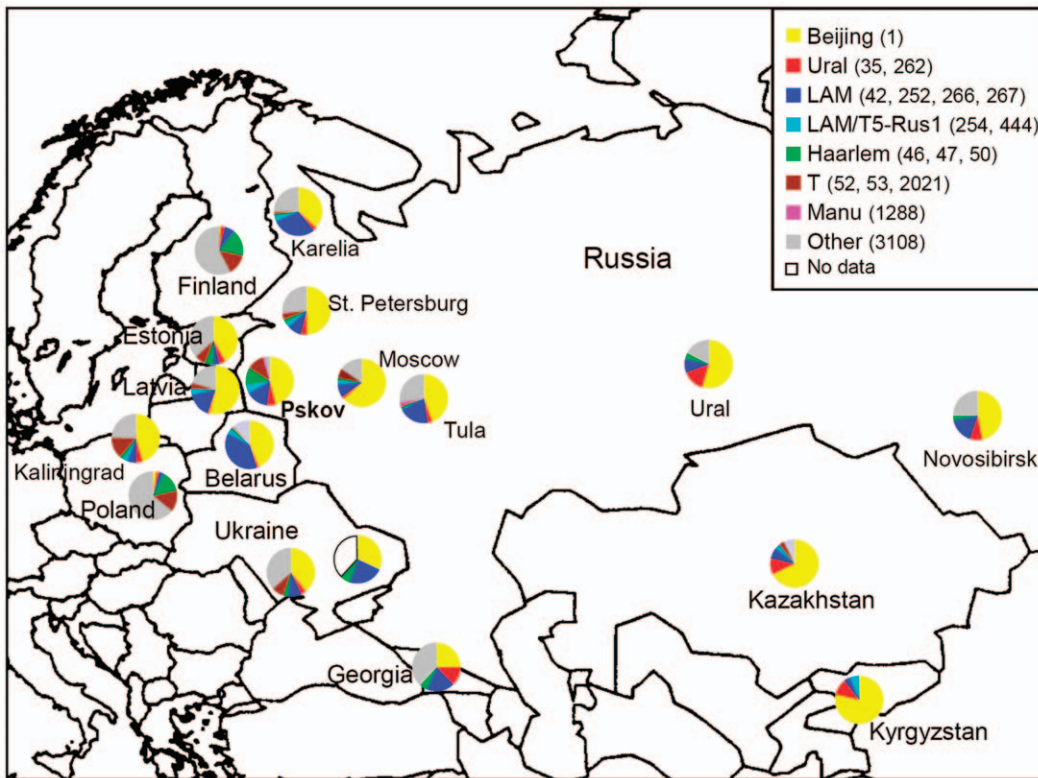 Beijing (1)
Ural (35, 262)
LAM (42, 252, 266, 267)
LAM/T5-Rus1 (254, 444)
Haarlem (46, 47, 50)
T (52, 53, 2021)
Manu (1288)
Other (3108)
No data
Karelia
Russia
Finland
St. Petersburg
Estonia
Moscow
Latvia
Pskov
Ural
Tula
Kaliningrad
Belarus
Novosibirsk
Poland
Ukraine
Kazakhstan
Georgia
Kyrgyzstan